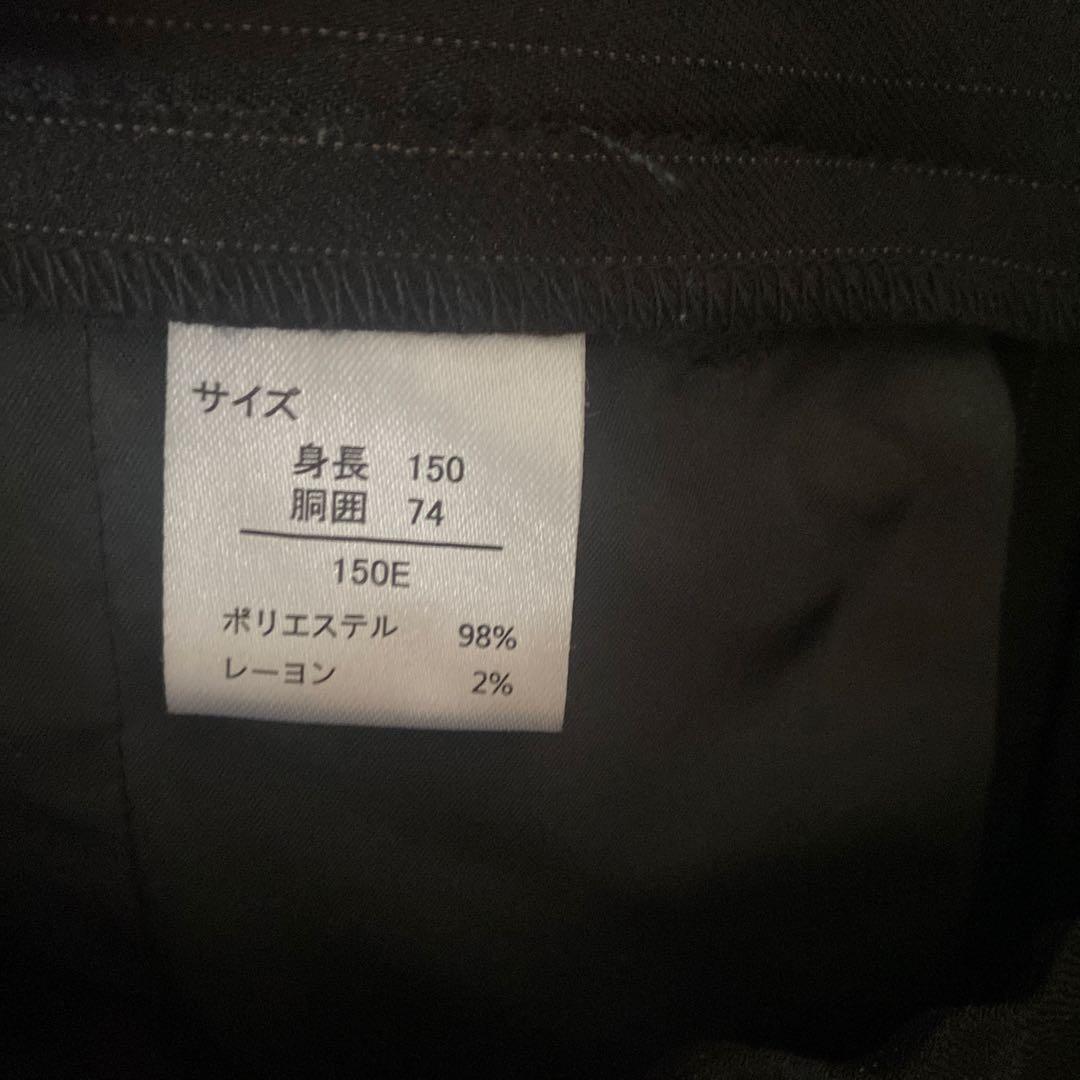 サイズ
身長 150
胴囲 74
150E
ポリエステル 98%
レーヨン 2%